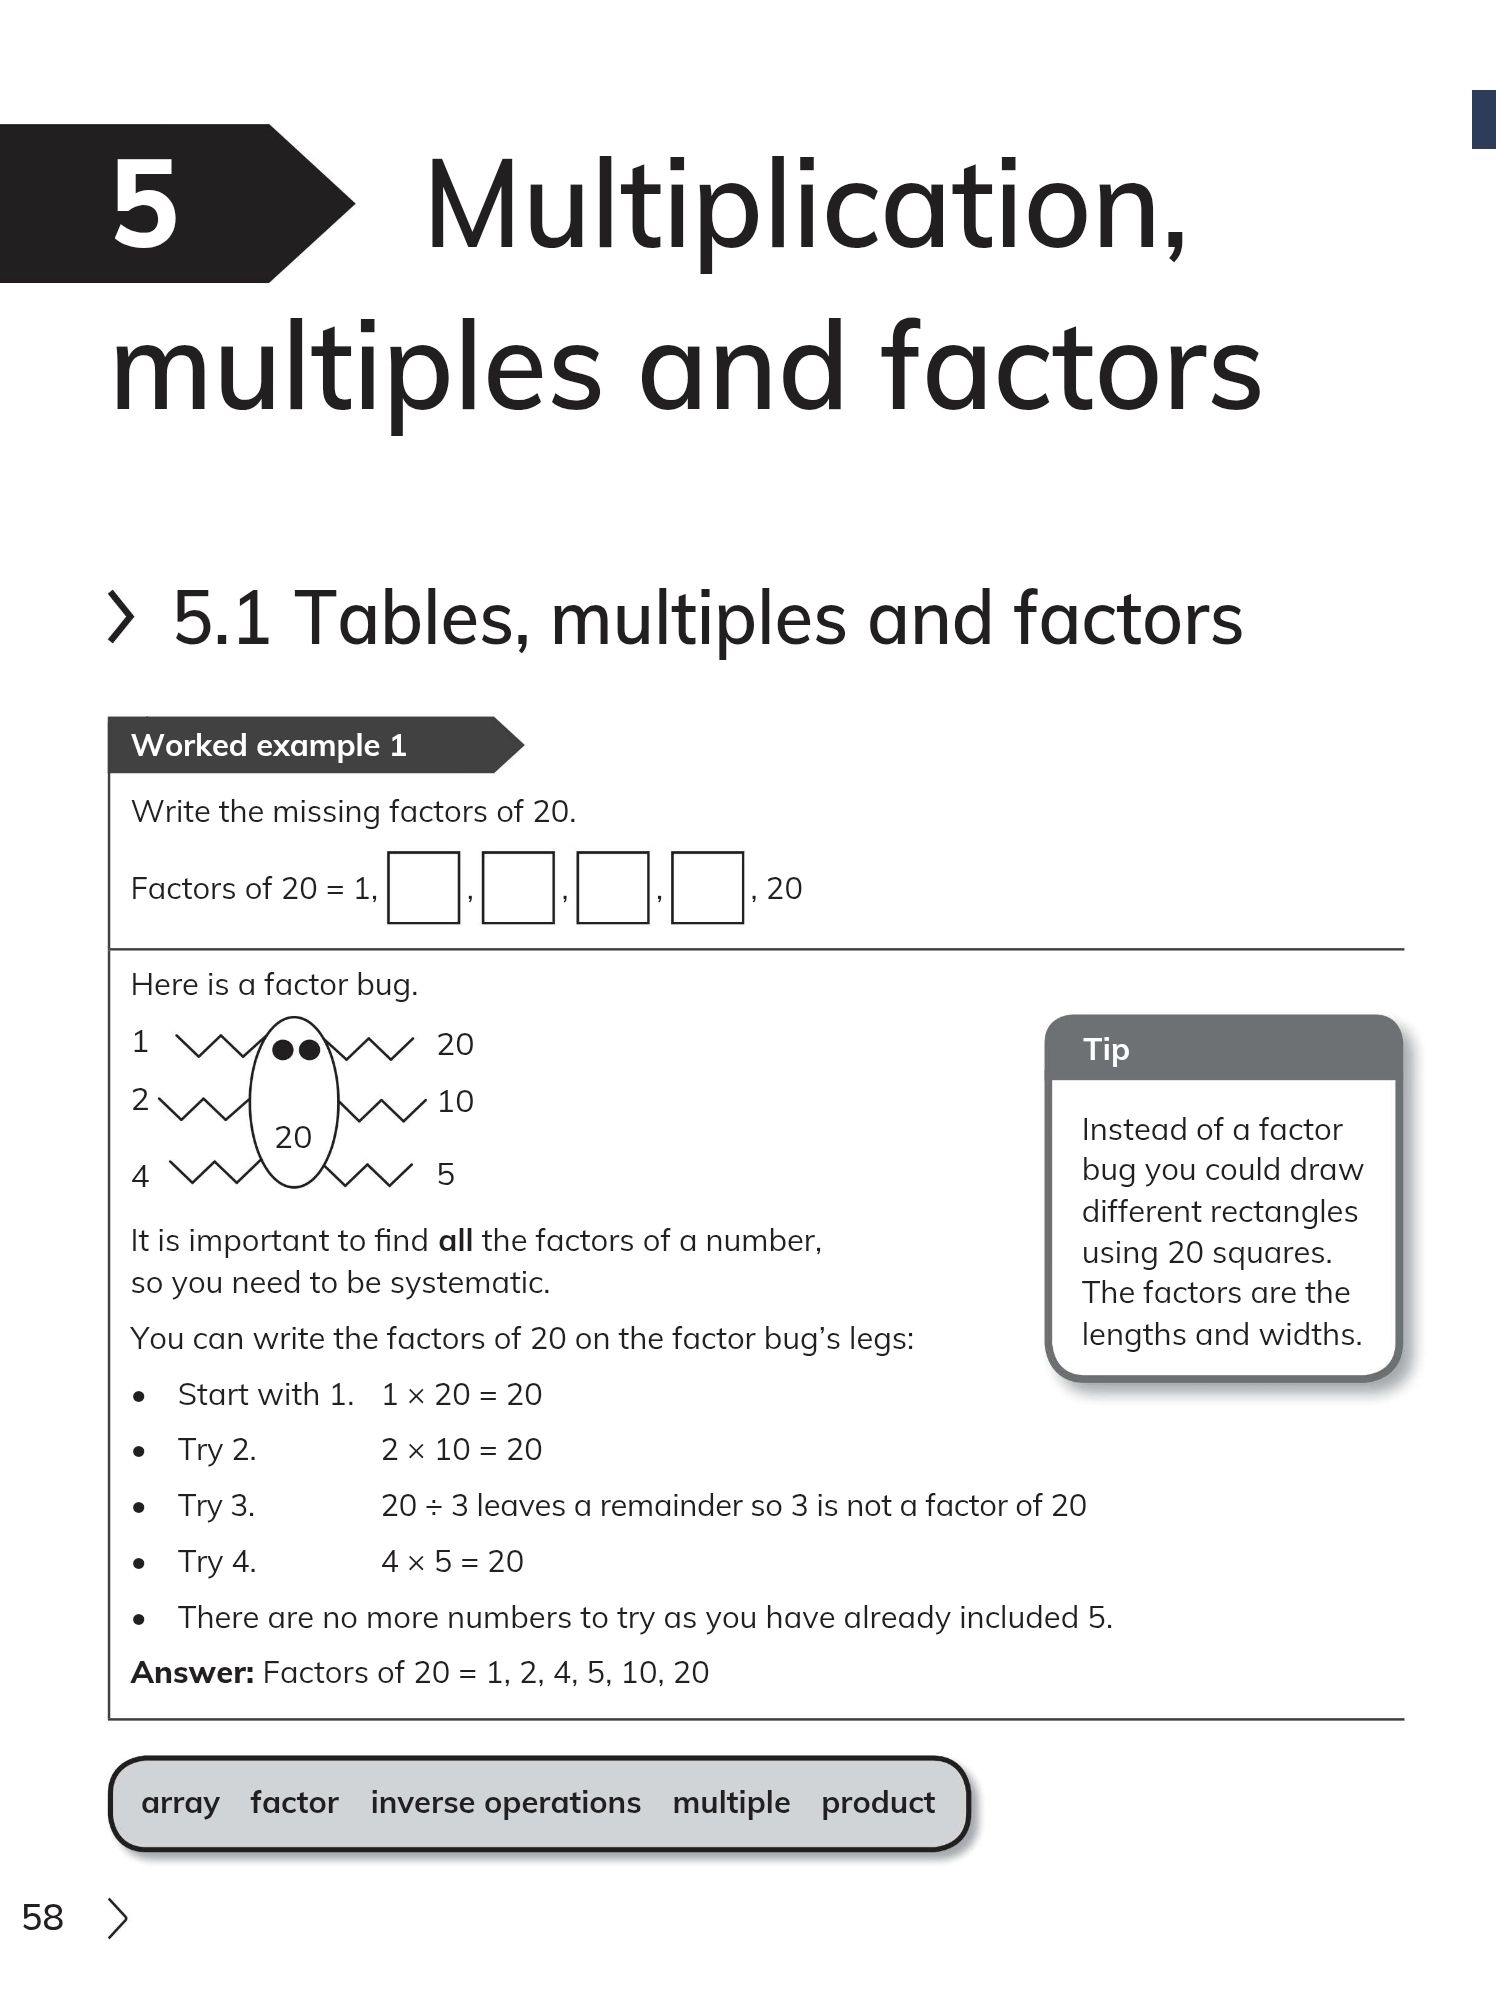 5 Multiplication,
multiples and factors
5.1 Tables, multiples and factors
Worked example 1
Write the missing factors of 20.
Factors of 20 = 1, , , , , 20
Here is a factor bug.
1 20
2 10
20
4 5
It is important to find all the factors of a number,
so you need to be systematic.
You can write the factors of 20 on the factor bug’s legs:
• Start with 1. 1 × 20 = 20
• Try 2. 2 × 10 = 20
• Try 3. 20 ÷ 3 leaves a remainder so 3 is not a factor of 20
• Try 4. 4 × 5 = 20
• There are no more numbers to try as you have already included 5.
Answer: Factors of 20 = 1, 2, 4, 5, 10, 20
Tip
Instead of a factor
bug you could draw
different rectangles
using 20 squares.
The factors are the
lengths and widths.
array factor inverse operations multiple product
58